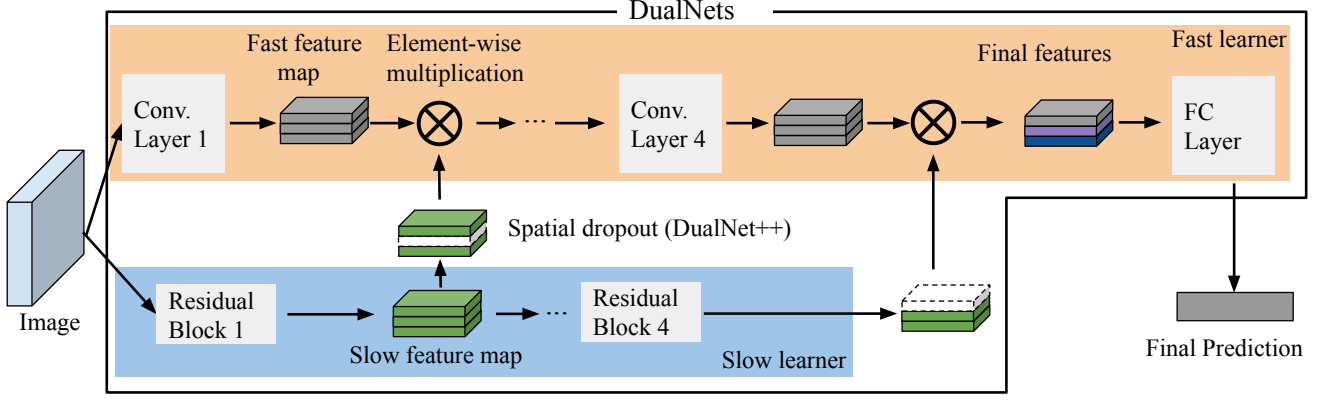 DualNets
Fast feature
map
Element-wise
multiplication
Final features
Fast learner
Conv.
Layer 1
...
Conv.
Layer 4
FC
Layer
Spatial dropout (DualNet++)
Image
Residual
Block 1
Slow feature map
...
Residual
Block 4
Slow learner
Final Prediction